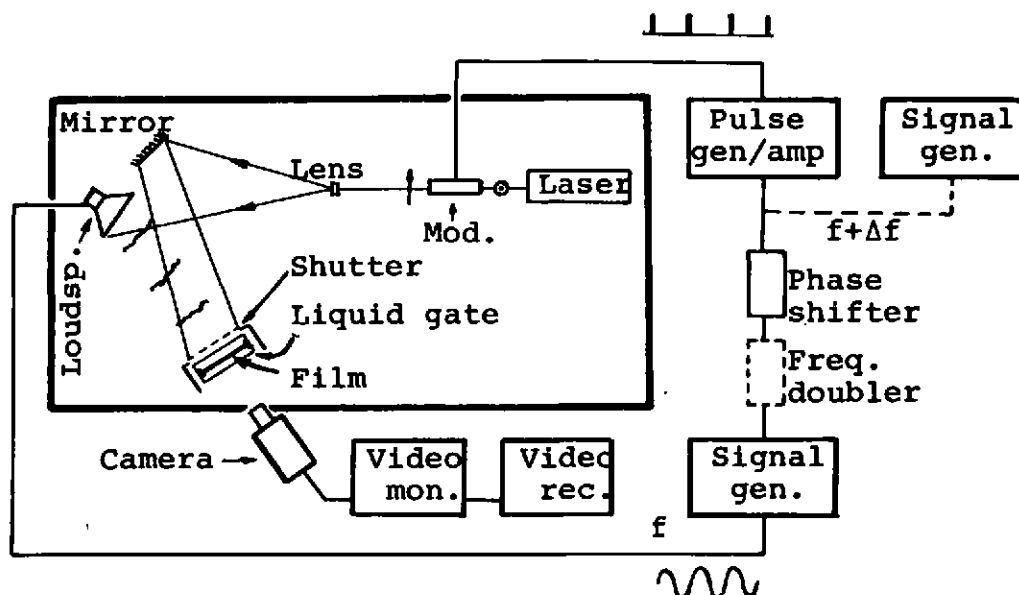 Mirror
Lens
Laser
Mod.
Loudsp.
Shutter
Liquid gate
Film
Camera
Video
mon.
Video
rec.
Pulse
gen/amp
Signal
gen.
f+Δf
Phase
shifter
Freq.
doubler
Signal
gen.
f